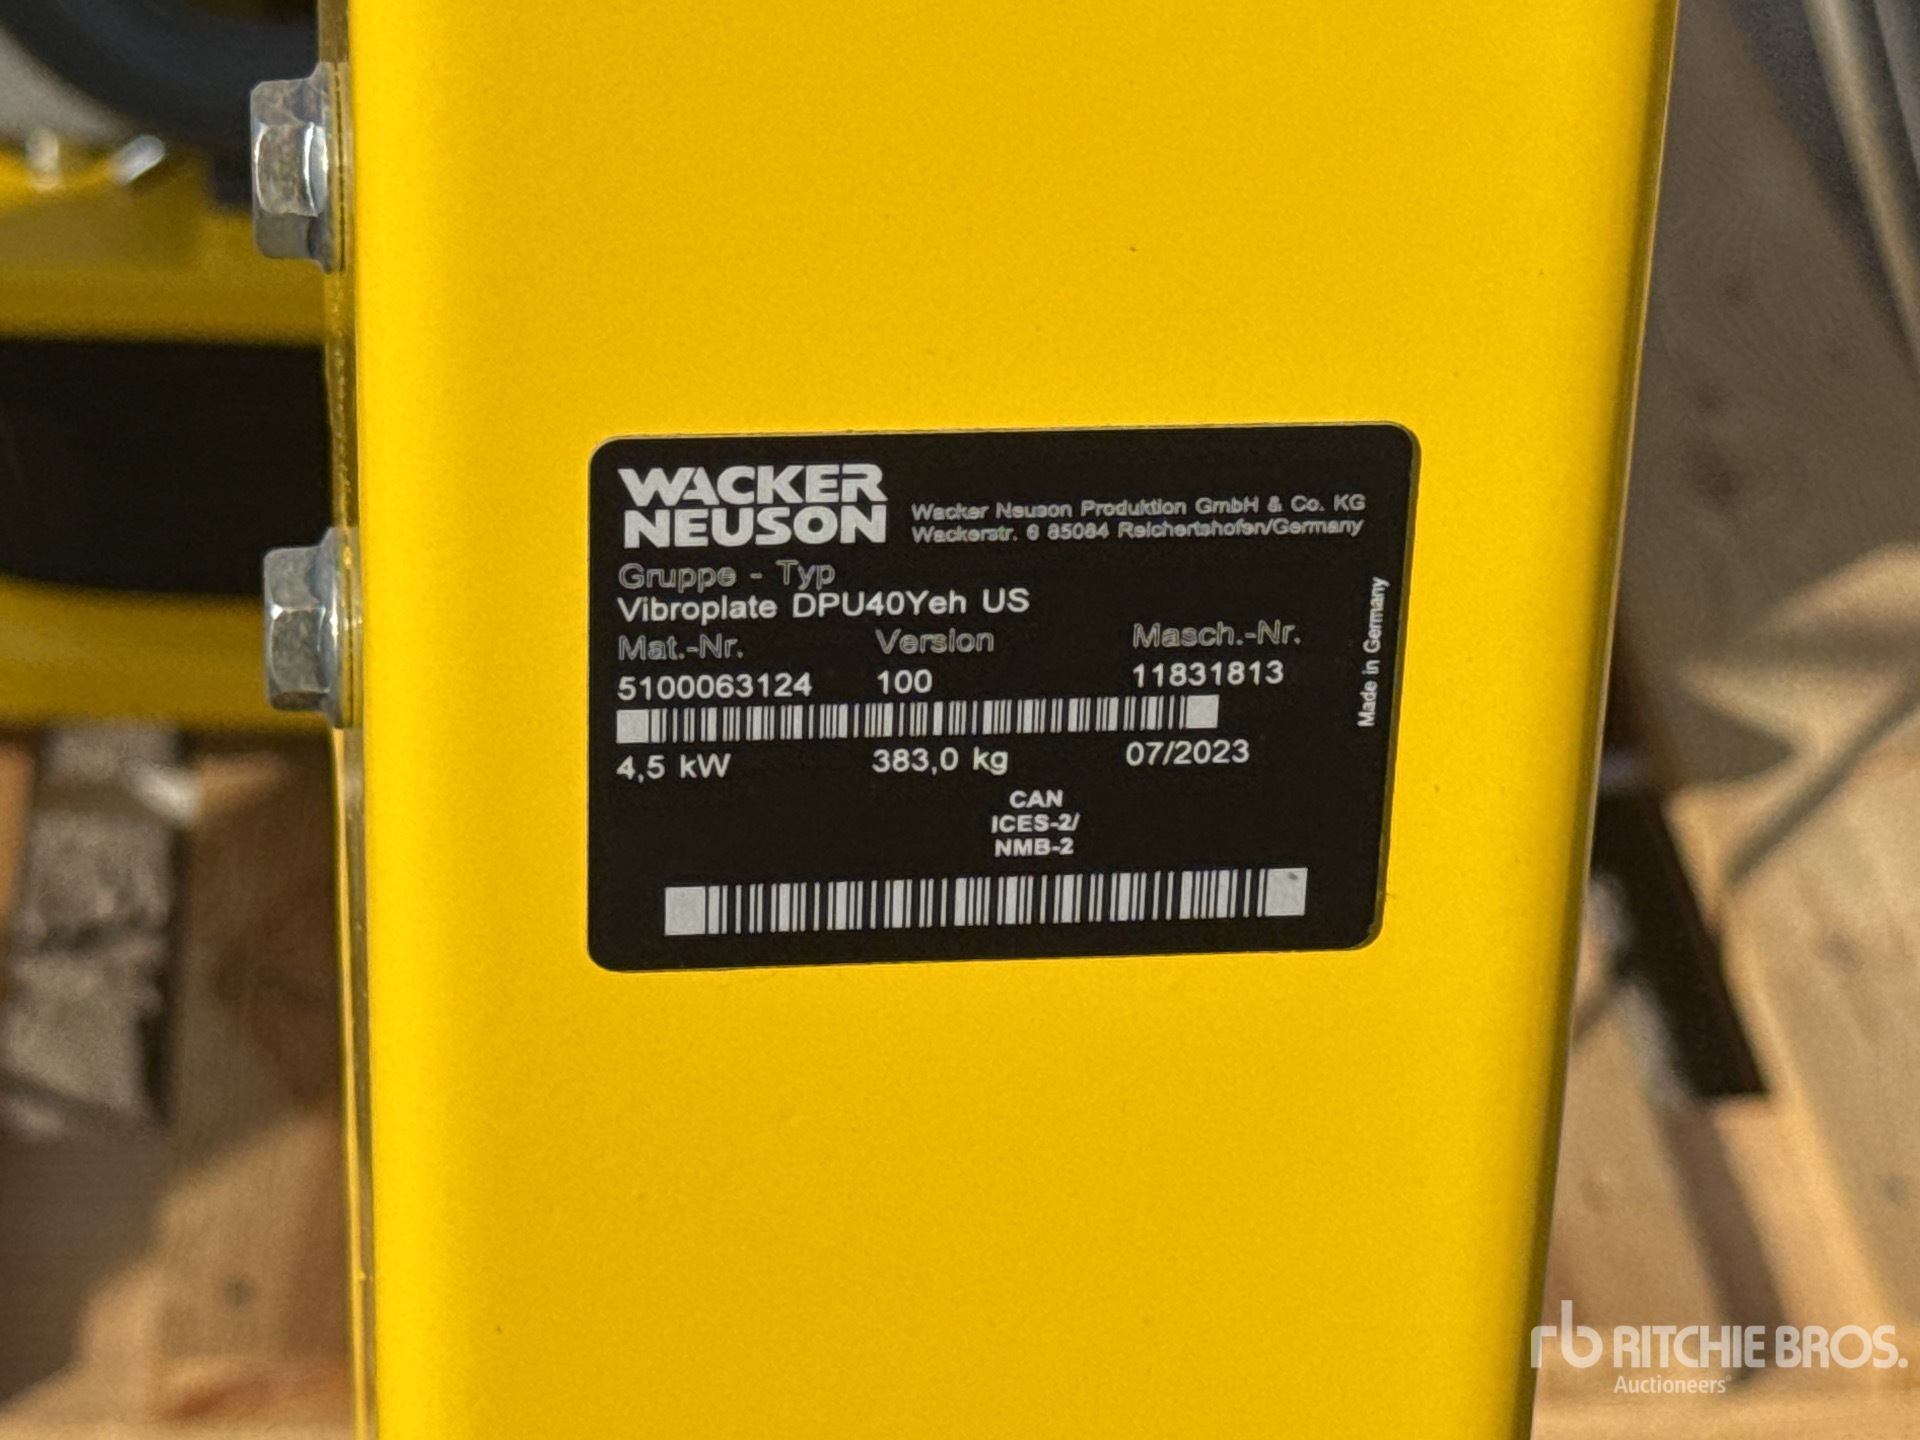 WACKER
NEUSON
Wacker Neuson Produktion GmbH & Co. KG
Wackerstr. 6 85084 Reichertshofen/Germany
Gruppe - Typ
Vibroplate DPU40Yeh US
Mat.-Nr. Version Masch.-Nr.
5100063124 100 11831813
4,5 kW 383,0 kg 07/2023
CAN
ICES-2/
NMB-2
Made in Germany
rb RITCHIE BROS.
Auctioneers